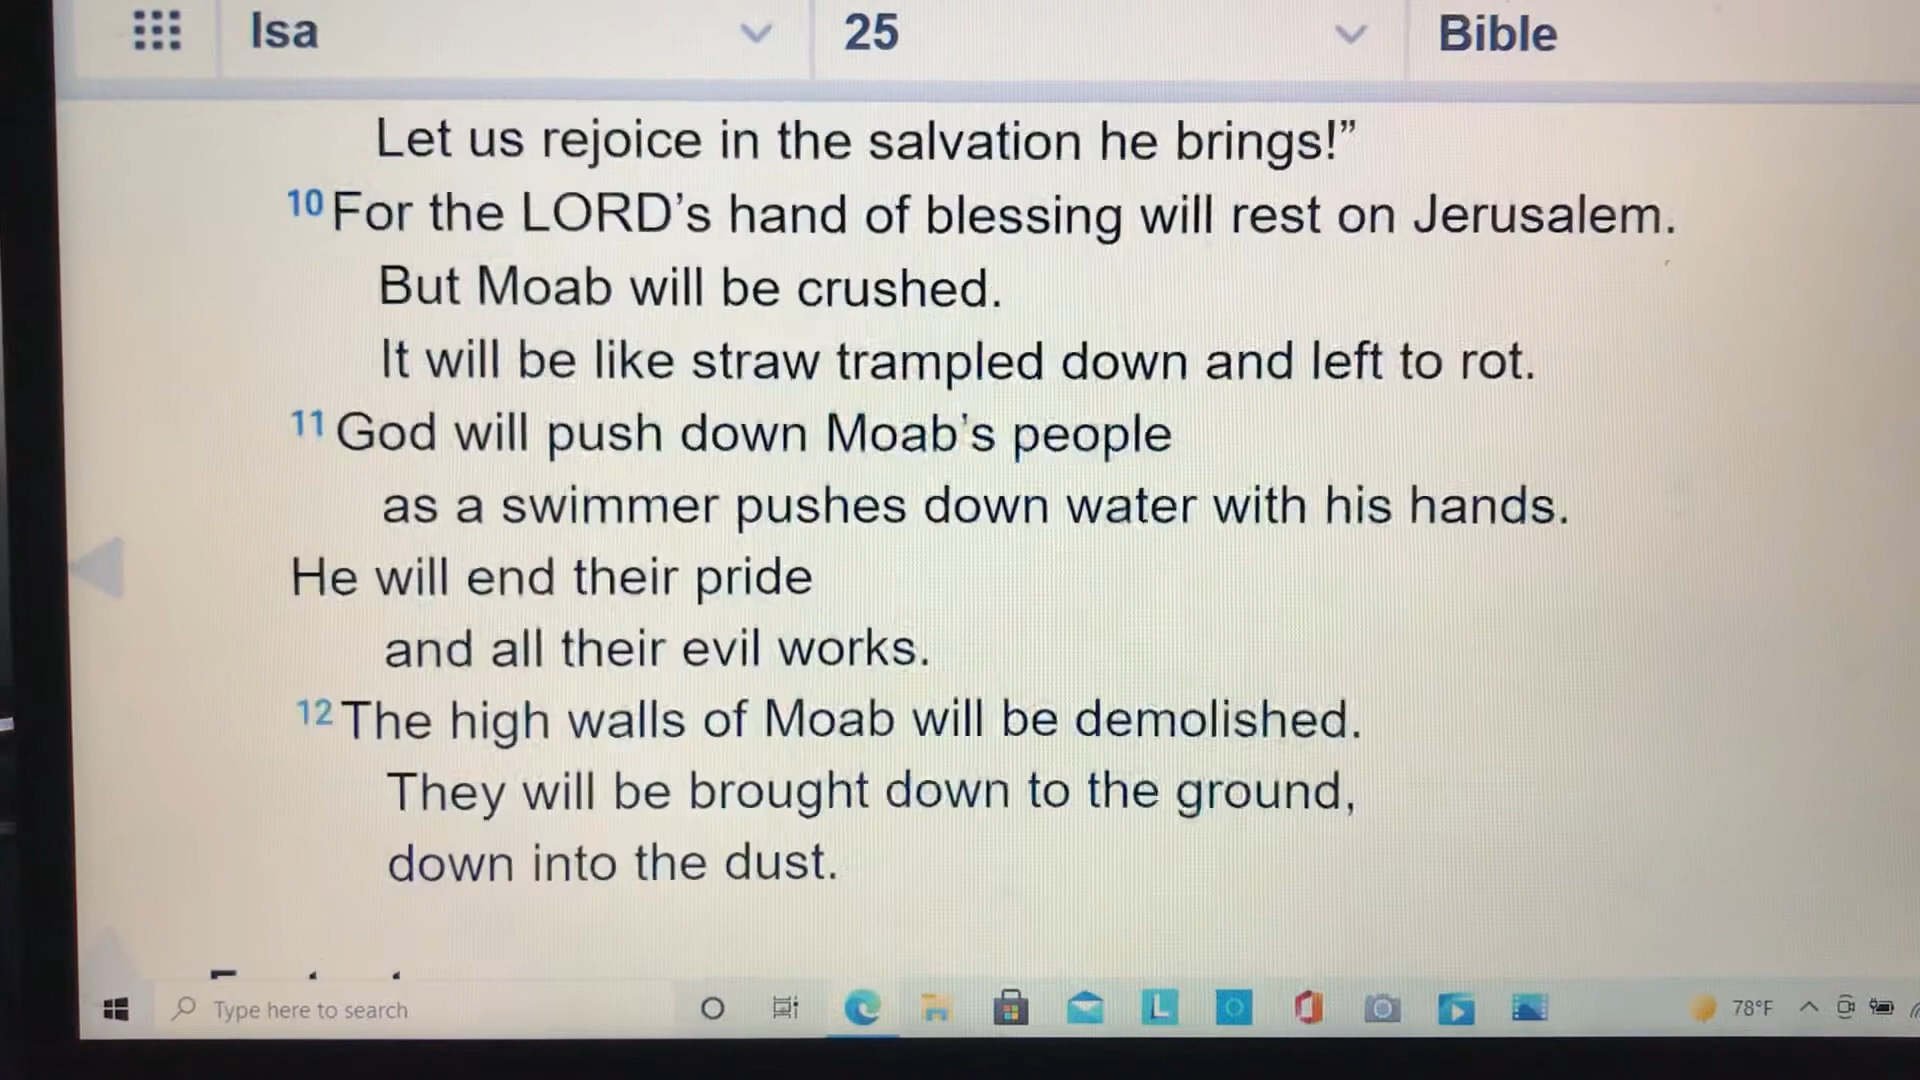 Isa 25 Bible
Let us rejoice in the salvation he brings!”
10 For the LORD’s hand of blessing will rest on Jerusalem.
But Moab will be crushed.
It will be like straw trampled down and left to rot.
11 God will push down Moab’s people
as a swimmer pushes down water with his hands.
He will end their pride
and all their evil works.
12 The high walls of Moab will be demolished.
They will be brought down to the ground,
down into the dust.
Type here to search
L
78°F